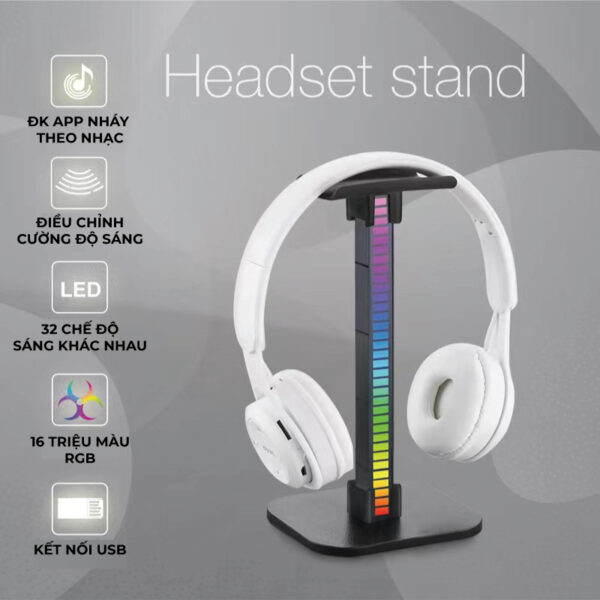 Headset stand
ĐK APP NHÁY
THEO NHẠC
ĐIỀU CHỈNH
CƯỜNG ĐỘ SÁNG
LED
32 CHẾ ĐỘ
SÁNG KHÁC NHAU
16 TRIỆU MÀU
RGB
KẾT NỐI USB